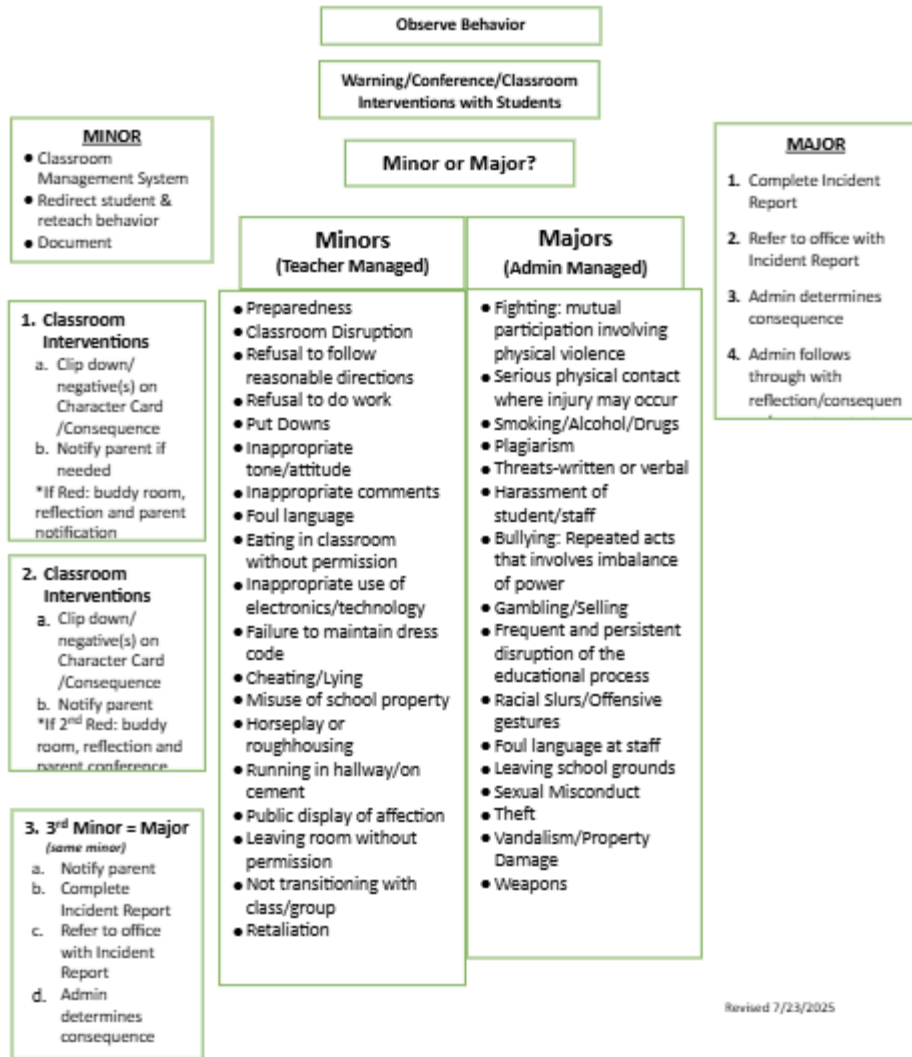 Observe Behavior
Warning/Conference/Classroom
Interventions with Students
Minor or Major?
MINOR
● Classroom
Management System
● Redirect student &
reteach behavior
● Document
1. Classroom
Interventions
a. Clip down/
negative(s) on
Character Card
/Consequence
b. Notify parent if
needed
*If Red: buddy room,
reflection and parent
notification
2. Classroom
Interventions
a. Clip down/
negative(s) on
Character Card
/Consequence
b. Notify parent
*If 2nd Red: buddy
room, reflection and
parent conference
3. 3rd Minor = Major
(same minor)
a. Notify parent
b. Complete
Incident Report
c. Refer to office
with Incident
Report
d. Admin
determines
consequence
Minors
(Teacher Managed)
● Preparedness
● Classroom Disruption
● Refusal to follow
reasonable directions
● Refusal to do work
● Put Downs
● Inappropriate
tone/attitude
● Inappropriate comments
● Foul language
● Eating in classroom
without permission
● Inappropriate use of
electronics/technology
● Failure to maintain dress
code
● Cheating/Lying
● Misuse of school property
● Horseplay or
roughhousing
● Running in hallway/on
cement
● Public display of affection
● Leaving room without
permission
● Not transitioning with
class/group
● Retaliation
Majors
(Admin Managed)
● Fighting: mutual
participation involving
physical violence
● Serious physical contact
where injury may occur
● Smoking/Alcohol/Drugs
● Plagiarism
● Threats-written or verbal
● Harassment of
student/staff
● Bullying: Repeated acts
that involves imbalance
of power
● Gambling/Selling
● Frequent and persistent
disruption of the
educational process
● Racial Slurs/Offensive
gestures
● Foul language at staff
● Leaving school grounds
● Sexual Misconduct
● Theft
● Vandalism/Property
Damage
● Weapons
MAJOR
1. Complete Incident
Report
2. Refer to office with
Incident Report
3. Admin determines
consequence
4. Admin follows
through with
reflection/consequen
Revised 7/23/2025